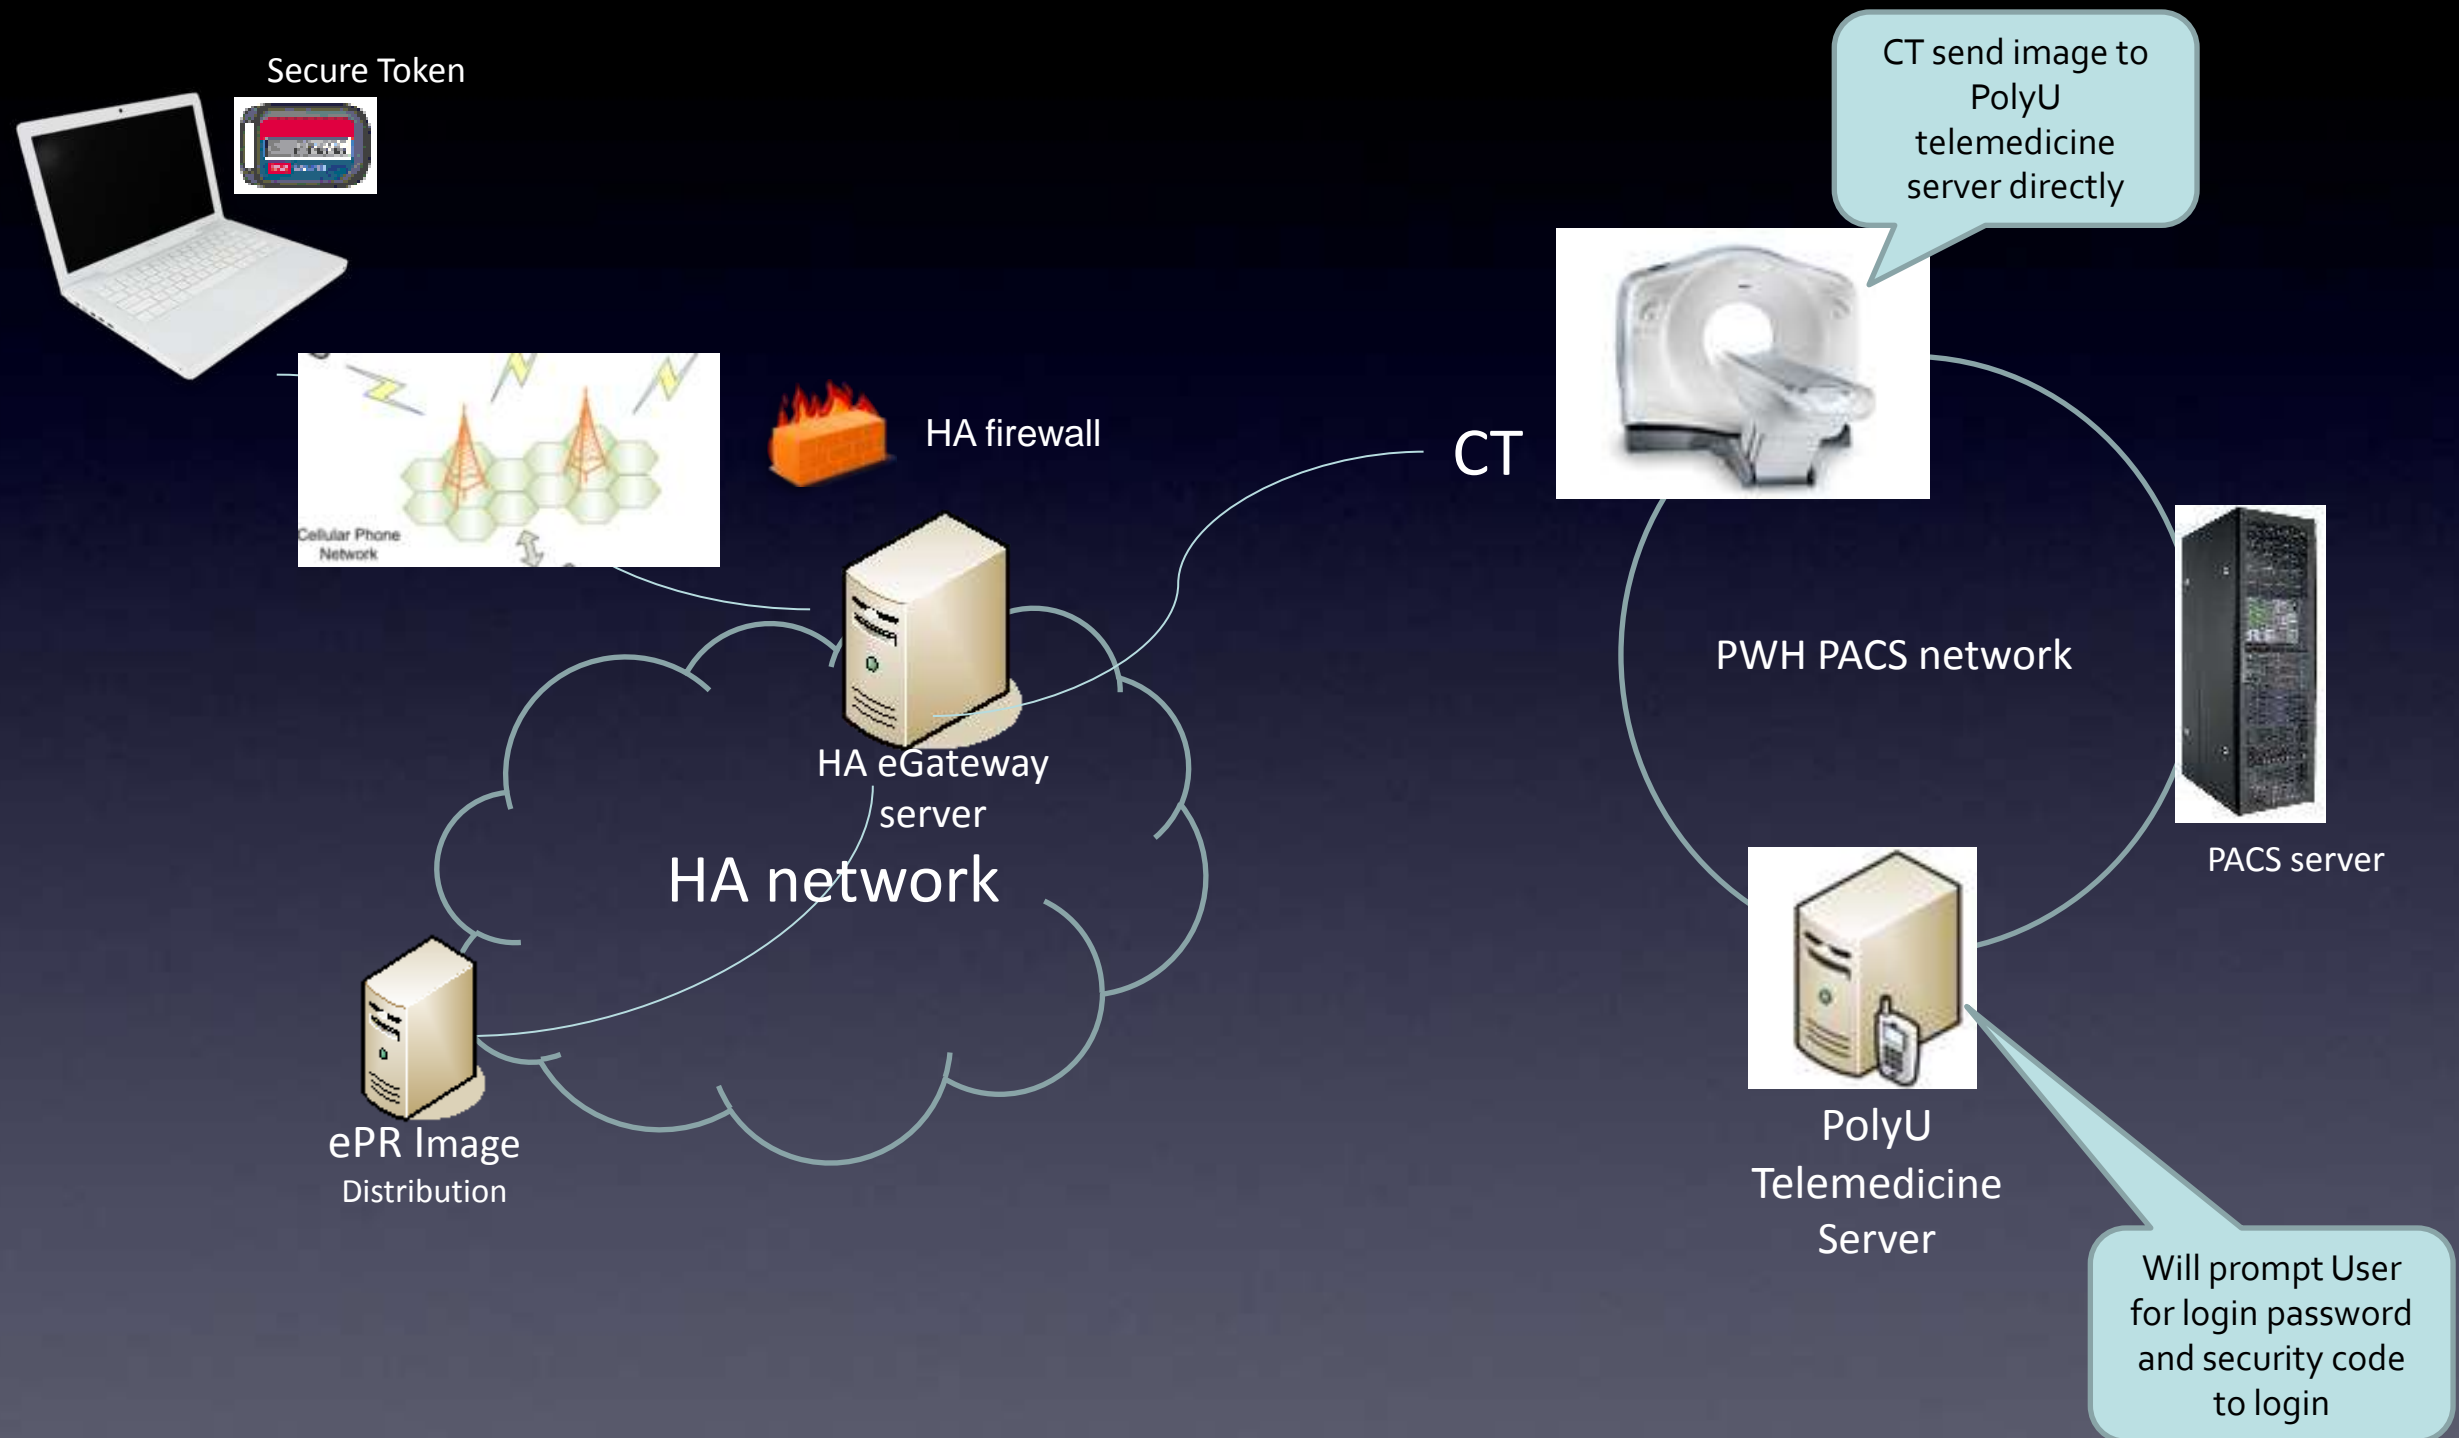 Secure Token
CT send image to
PolyU
telemedicine
server directly
HA firewall
CT
Cellular Phone
Network
PWH PACS network
HA eGateway
server
HA network
PACS server
ePR Image
Distribution
PolyU
Telemedicine
Server
Will prompt User
for login password
and security code
to login